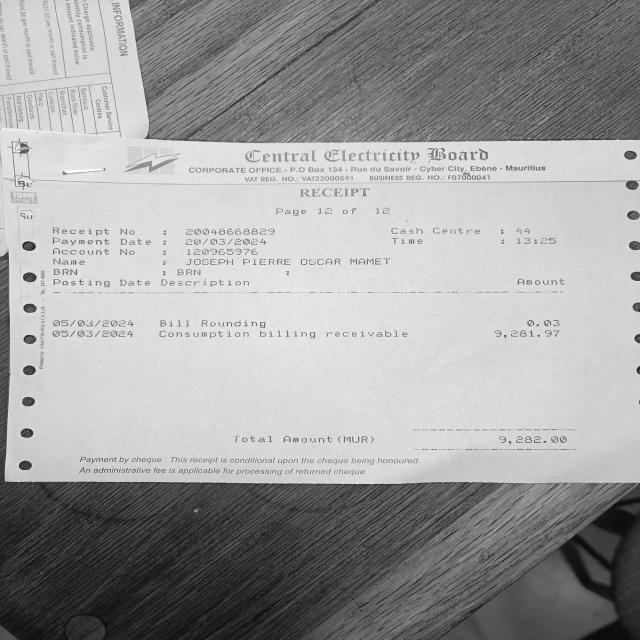 INFORMATION
Customer Service
Central Electricity Board
CORPORATE OFFICE - P.O Box 134 - Rue du Savoir - Cyber City, Ebène - Mauritius
VAT REG. NO.: VAT22000591 BUSINESS REG. NO.: F07000041
RECEIPT
Page 12 of 12
Receipt No : 20048668829 Cash Centre : 44
Payment Date : 20/03/2024 Time : 13:25
Account No : 120965976
Name : JOSEPH PIERRE OSCAR MAMET
BRN : BRN :
Posting Date Description Amount
05/03/2024 Bill Rounding 0.03
05/03/2024 Consumption billing receivable 9,281.97
Total Amount(MUR) 9,282.00
Payment by cheque : This receipt is conditional upon the cheque being honoured.
An administrative fee is applicable for processing of returned cheque